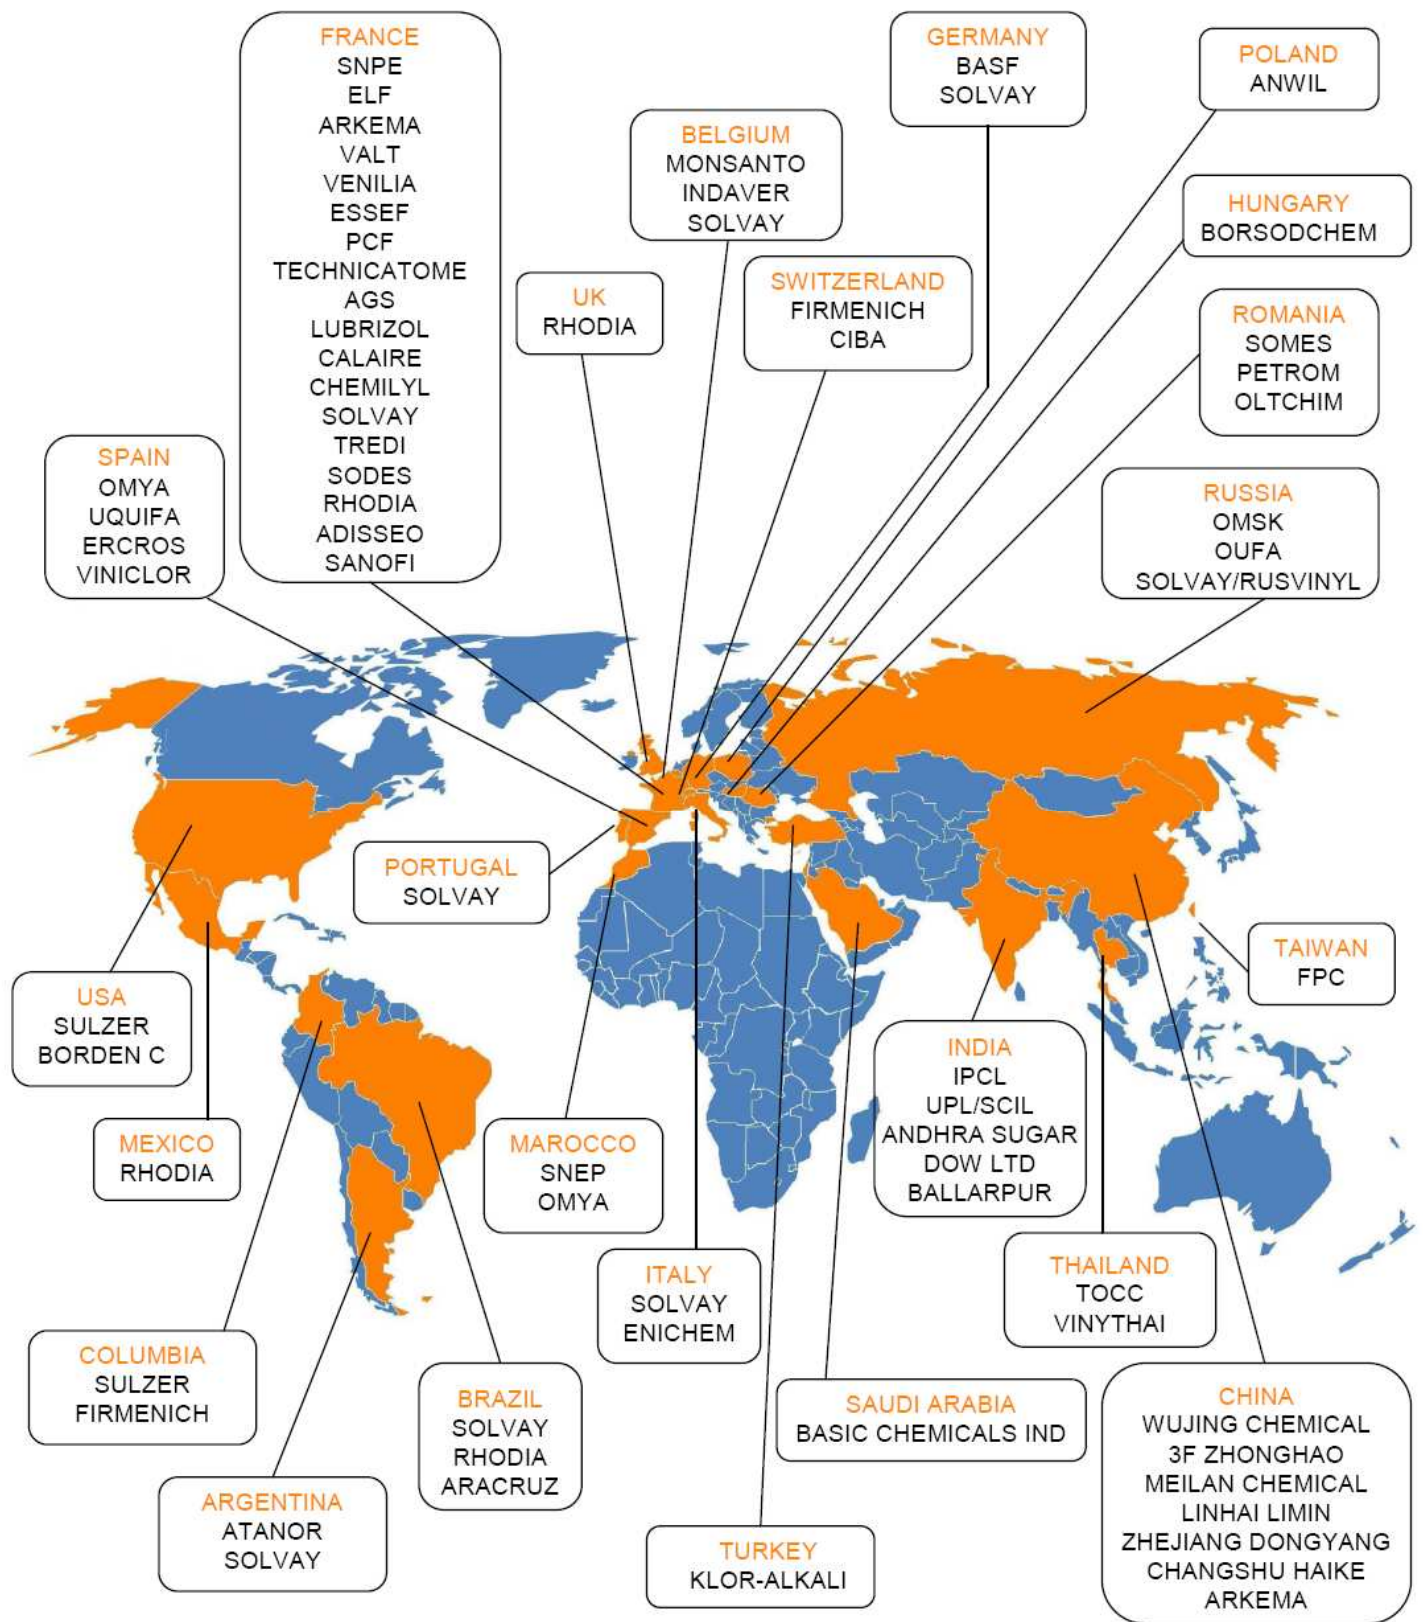 FRANCE
SNPE
ELF
ARKEMA
VALT
VENILIA
ESSEF
PCF
TECHNICATOME
AGS
LUBRIZOL
CALAIRE
CHEMILYL
SOLVAY
TREDI
SODES
RHODIA
ADISSEO
SANOFI
GERMANY
BASF
SOLVAY
POLAND
ANWIL
BELGIUM
MONSANTO
INDAVER
SOLVAY
HUNGARY
BORSODCHEM
UK
RHODIA
SWITZERLAND
FIRMENICH
CIBA
ROMANIA
SOMES
PETROM
OLTCHIM
SPAIN
OMYA
UQUIFA
ERCROS
VINICLOR
RUSSIA
OMSK
OUFA
SOLVAY/RUSVINYL
PORTUGAL
SOLVAY
TAIWAN
FPC
USA
SULZER
BORDEN C
INDIA
IPCL
UPL/SCIL
ANDHRA SUGAR
DOW LTD
BALLARPUR
MEXICO
RHODIA
MAROCCO
SNEP
OMYA
ITALY
SOLVAY
ENICHEM
THAILAND
TOCC
VINYTHAI
COLUMBIA
SULZER
FIRMENICH
BRAZIL
SOLVAY
RHODIA
ARACRUZ
SAUDI ARABIA
BASIC CHEMICALS IND
CHINA
WUJING CHEMICAL
3F ZHONGHAO
MEILAN CHEMICAL
LINHAI LIMIN
ZHEJIANG DONGYANG
CHANGSHU HAIKE
ARKEMA
ARGENTINA
ATANOR
SOLVAY
TURKEY
KLOR-ALKALI